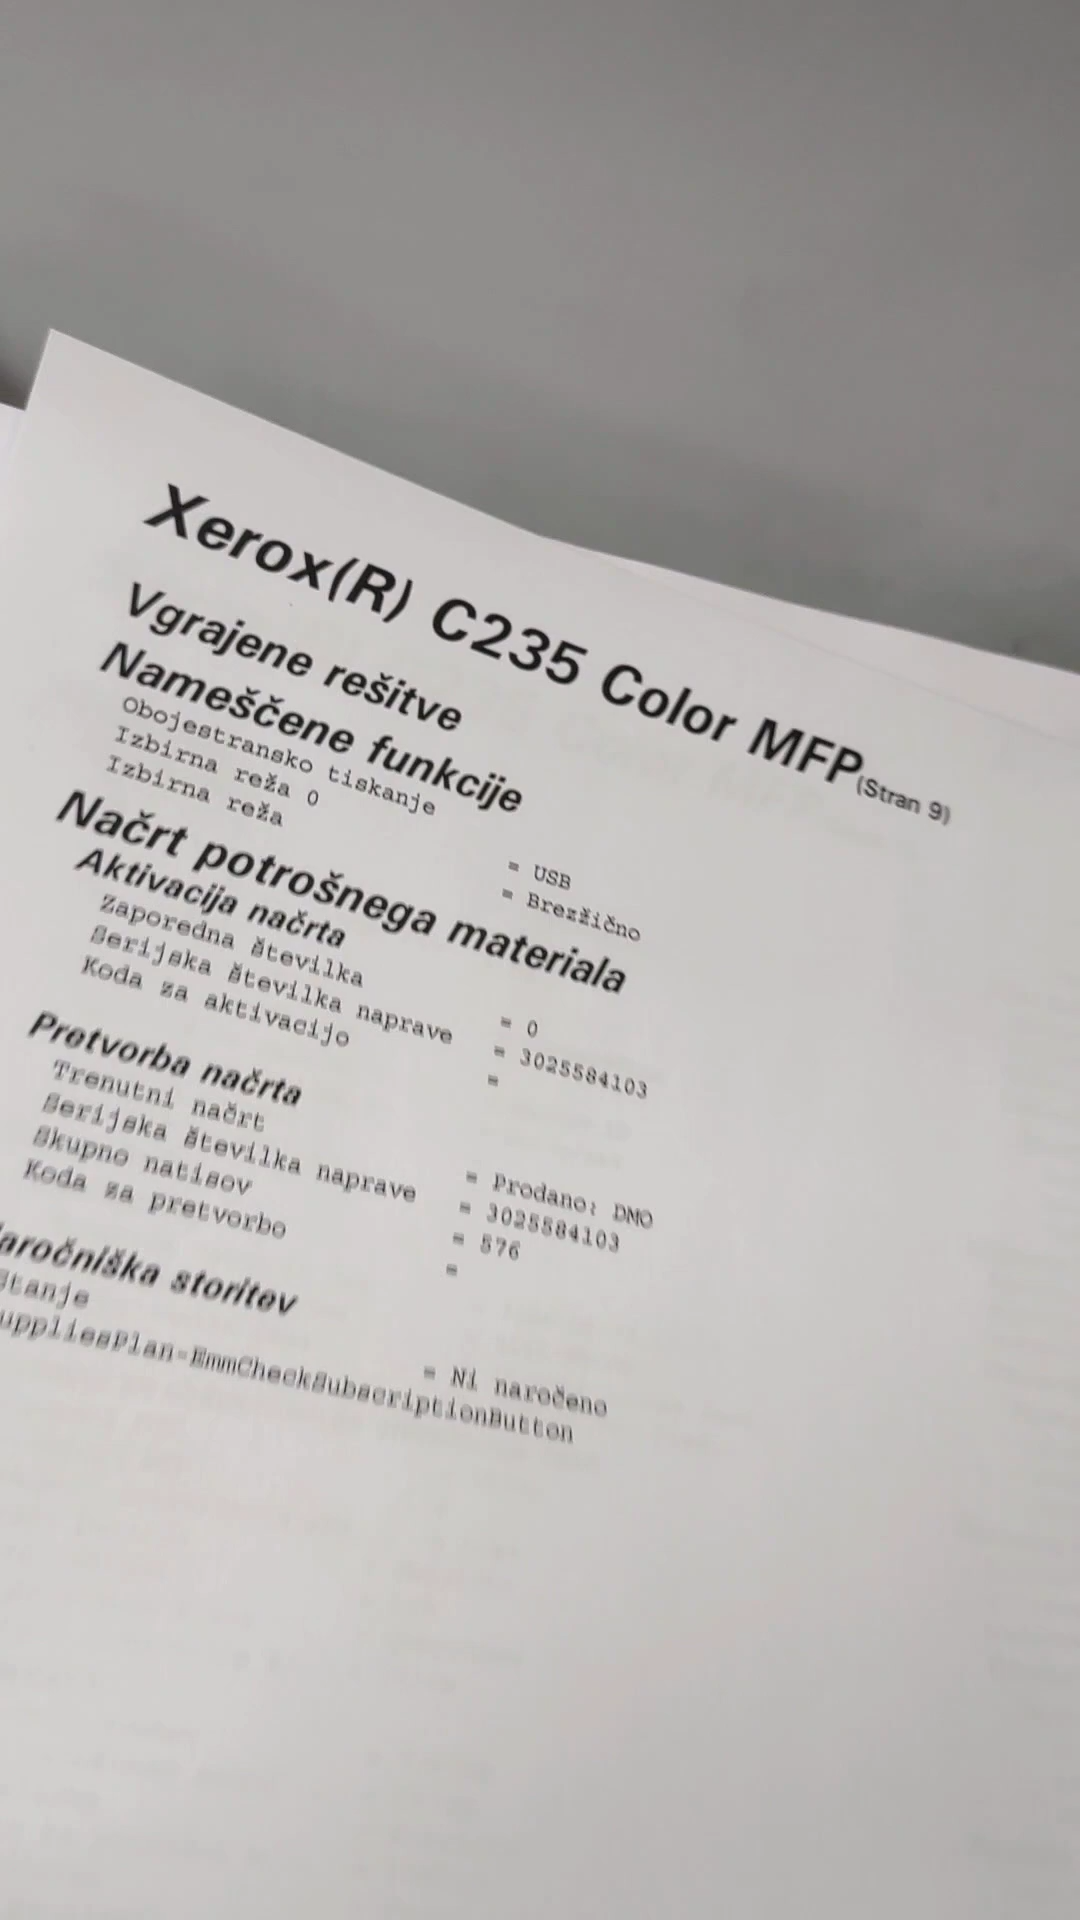 Xerox(R) C235 Color MFP (Stran 9)
Vgrajene rešitve
Nameščene funkcije
Obojestransko tiskanje
Izbirna reža 0 = USB
Izbirna reža = Brezžično
Načrt potrošnega materiala
Aktivacija načrta
Zaporedna številka = 0
Serijska številka naprave = 3025584103
Koda za aktivacijo =
Pretvorba načrta
Trenutni načrt = Prodano: DMO
Serijska številka naprave = 3025584103
Skupno natisov = 576
Koda za pretvorbo =
aročniška storitev
Stanje = Ni naročeno
uppliesPlan-EmmCheckSubscriptionButton